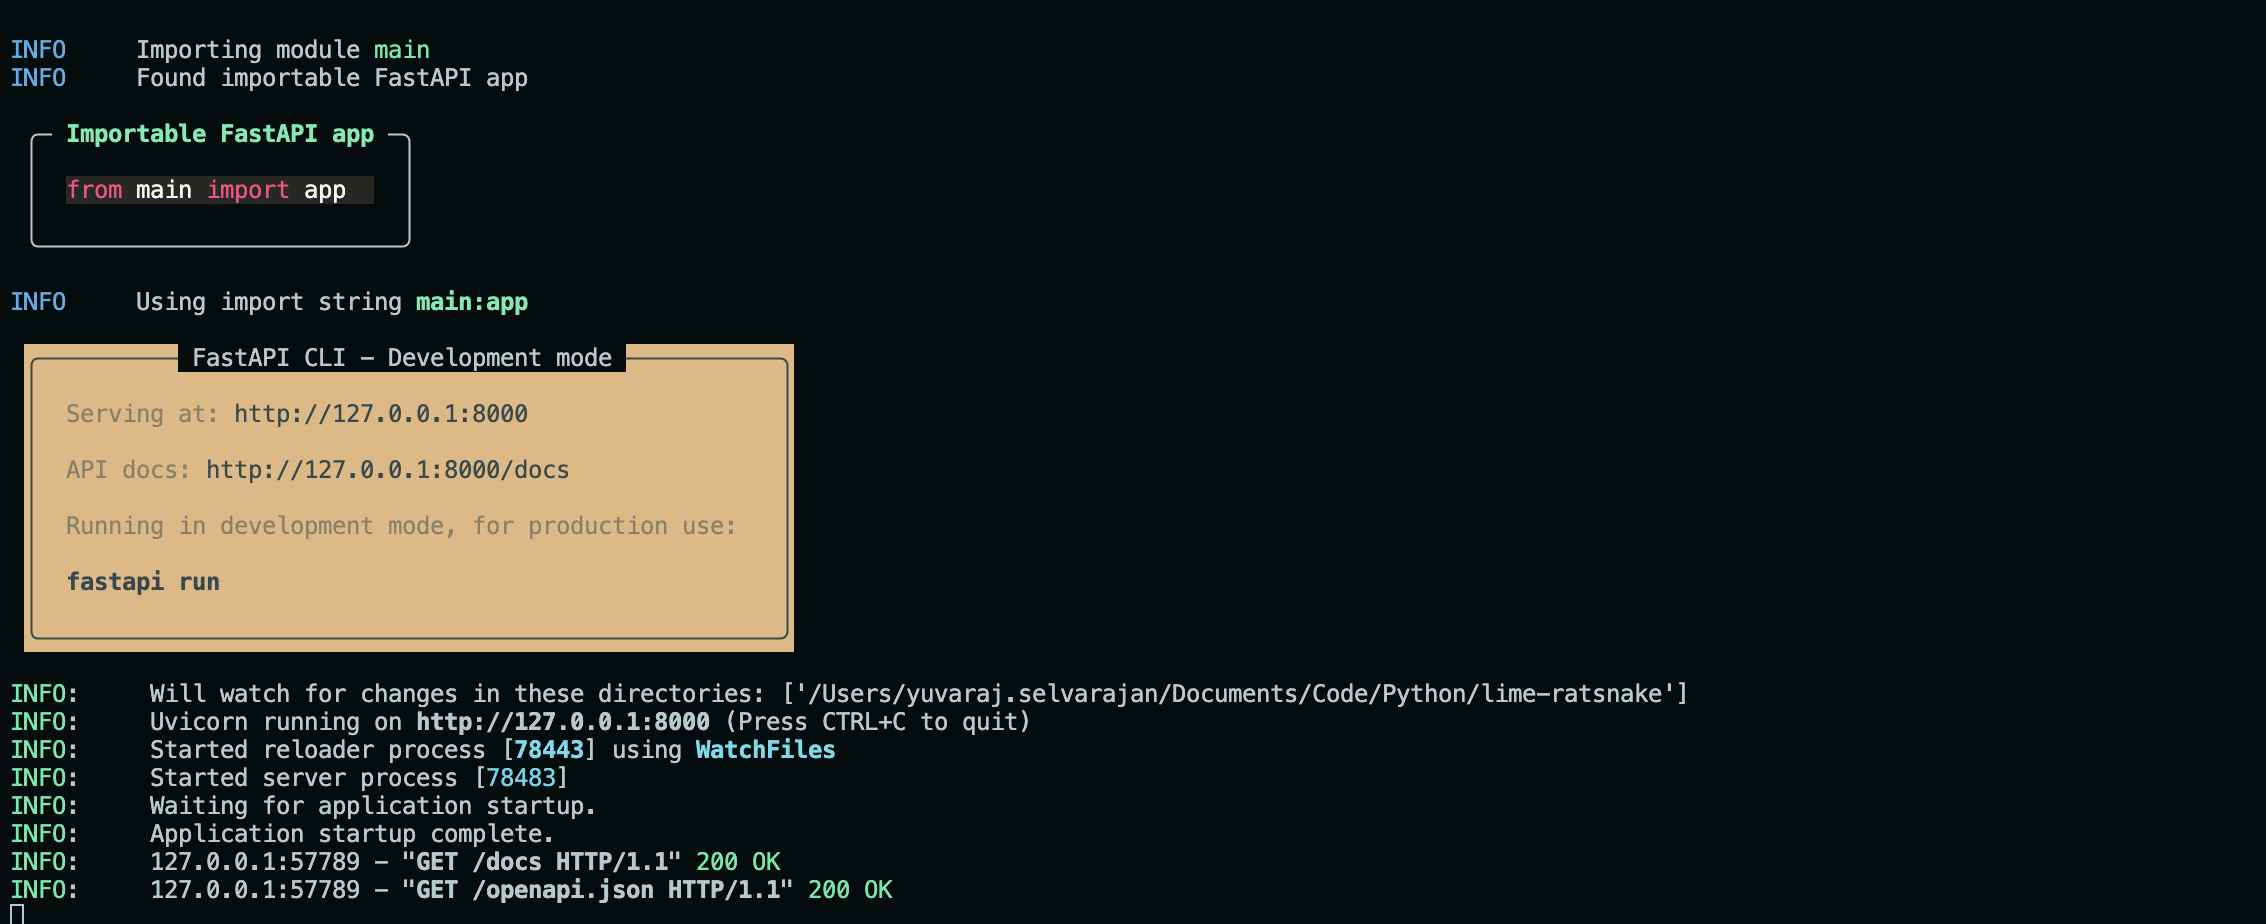 INFO     Importing module main
INFO     Found importable FastAPI app
Importable FastAPI app
from main import app
INFO     Using import string main:app
FastAPI CLI - Development mode
Serving at: http://127.0.0.1:8000
API docs: http://127.0.0.1:8000/docs
Running in development mode, for production use:
fastapi run
INFO:     Will watch for changes in these directories: ['/Users/yuvaraj.selvarajan/Documents/Code/Python/lime-ratsnake']
INFO:     Uvicorn running on http://127.0.0.1:8000 (Press CTRL+C to quit)
INFO:     Started reloader process [78443] using WatchFiles
INFO:     Started server process [78483]
INFO:     Waiting for application startup.
INFO:     Application startup complete.
INFO:     127.0.0.1:57789 - "GET /docs HTTP/1.1" 200 OK
INFO:     127.0.0.1:57789 - "GET /openapi.json HTTP/1.1" 200 OK